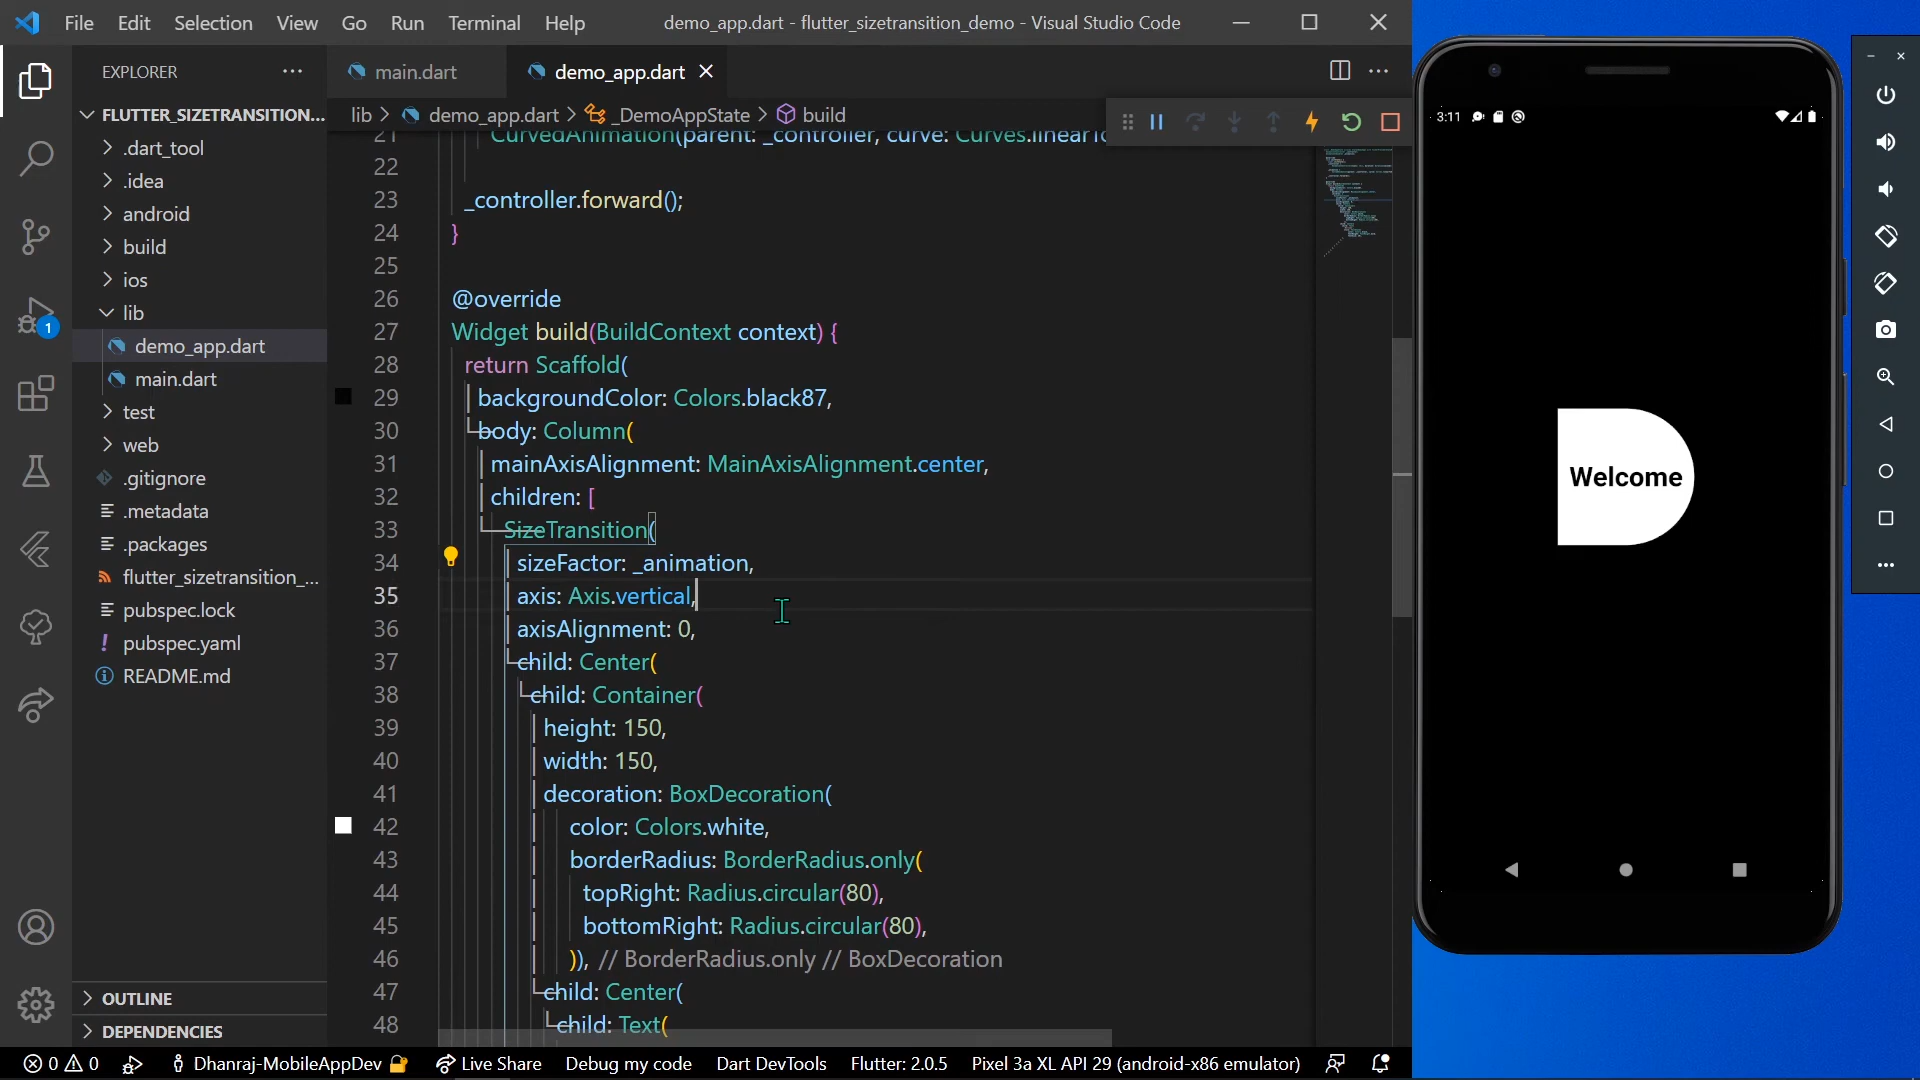 File Edit Selection View Go Run Terminal Help
demo_app.dart - flutter_sizetransition_demo - Visual Studio Code
EXPLORER
main.dart
demo_app.dart
FLUTTER_SIZETRANSITION...
.dart_tool
.idea
android
build
ios
lib
demo_app.dart
main.dart
test
web
.gitignore
.metadata
.packages
flutter_sizetransition_...
pubspec.lock
pubspec.yaml
README.md
OUTLINE
DEPENDENCIES
lib > demo_app.dart > _DemoAppState > build
21 CurvedAnimation(parent: _controller, curve: Curves.linearTo
22
23 _controller.forward();
24 }
25
26 @override
27 Widget build(BuildContext context) {
28 return Scaffold(
29 backgroundColor: Colors.black87,
30 body: Column(
31 mainAxisAlignment: MainAxisAlignment.center,
32 children: [
33 SizeTransition(
34 sizeFactor: _animation,
35 axis: Axis.vertical,
36 axisAlignment: 0,
37 child: Center(
38 child: Container(
39 height: 150,
40 width: 150,
41 decoration: BoxDecoration(
42 color: Colors.white,
43 borderRadius: BorderRadius.only(
44 topRight: Radius.circular(80),
45 bottomRight: Radius.circular(80),
46 )), // BorderRadius.only // BoxDecoration
47 child: Center(
48 child: Text(
3:11
Welcome
1
0 0 Dhanraj-MobileAppDev Live Share Debug my code Dart DevTools Flutter: 2.0.5 Pixel 3a XL API 29 (android-x86 emulator)